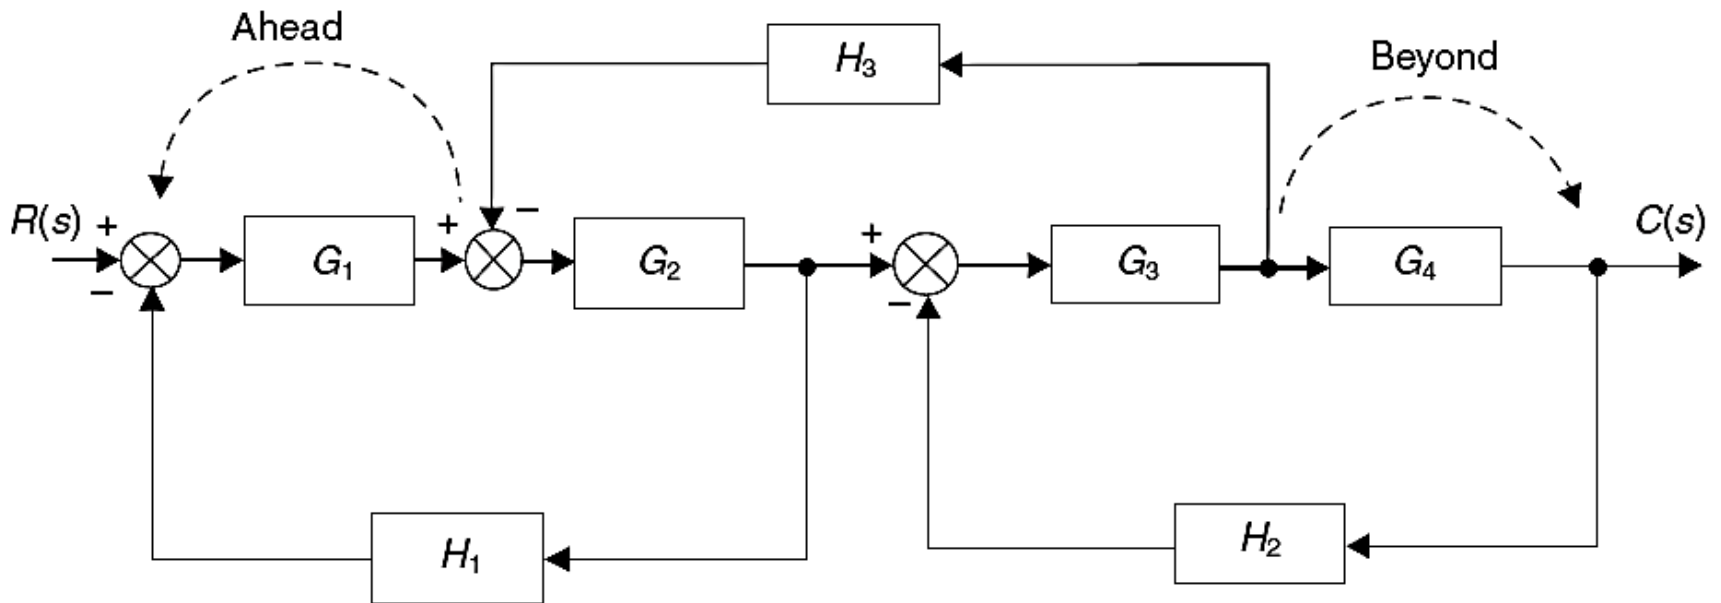 Ahead
H3
Beyond
R(s)
+
−
G1
+
−
G2
+
−
G3
G4
C(s)
H1
H2